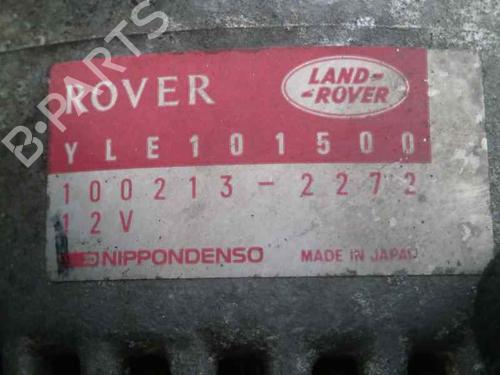 B-PARTS
ROVER
LAND-
-ROVER
YLE101500
100213-2272
12V
NIPPONDENSO MADE IN JAPAN